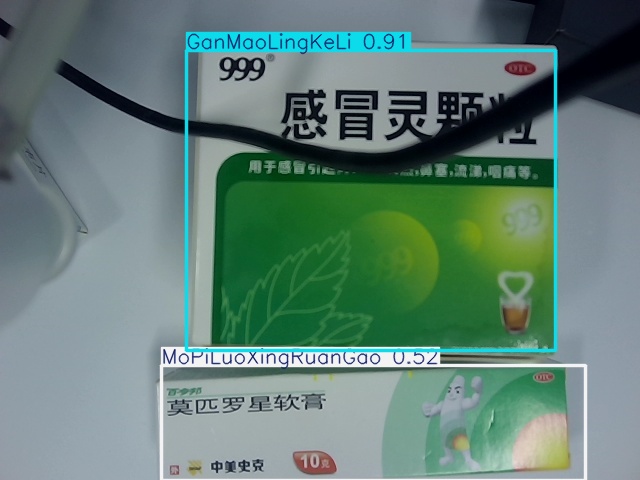 GanMaoLingKeLi 0.91
999®
OTC
感冒灵颗粒
用于感冒引起 鼻塞,流涕,咽痛等。
999
999
MoPiLuoXingRuanGao 0.52
百多邦
OTC
莫匹罗星软膏
外
中美史克
10克